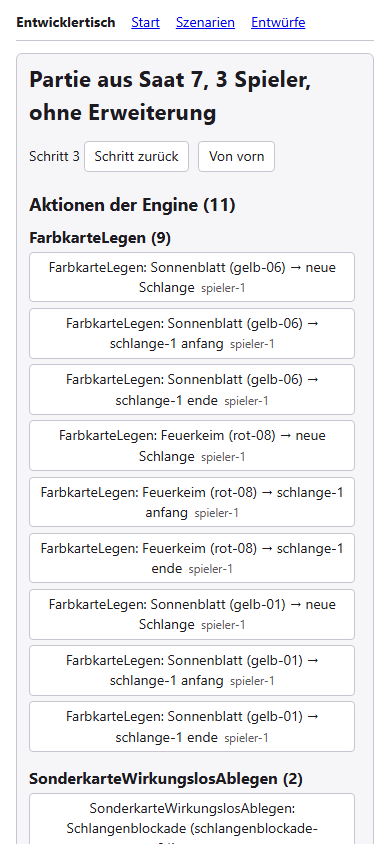 Entwicklertisch Start Szenarien Entwürfe
Partie aus Saat 7, 3 Spieler,
ohne Erweiterung
Schritt 3 Schritt zurück Von vorn
Aktionen der Engine (11)
FarbkarteLegen (9)
FarbkarteLegen: Sonnenblatt (gelb-06) → neue
Schlange spieler-1
FarbkarteLegen: Sonnenblatt (gelb-06) →
schlange-1 anfang spieler-1
FarbkarteLegen: Sonnenblatt (gelb-06) →
schlange-1 ende spieler-1
FarbkarteLegen: Feuerkeim (rot-08) → neue
Schlange spieler-1
FarbkarteLegen: Feuerkeim (rot-08) → schlange-1
anfang spieler-1
FarbkarteLegen: Feuerkeim (rot-08) → schlange-1
ende spieler-1
FarbkarteLegen: Sonnenblatt (gelb-01) → neue
Schlange spieler-1
FarbkarteLegen: Sonnenblatt (gelb-01) →
schlange-1 anfang spieler-1
FarbkarteLegen: Sonnenblatt (gelb-01) →
schlange-1 ende spieler-1
SonderkarteWirkungslosAblegen (2)
SonderkarteWirkungslosAblegen:
Schlangenblockade (schlangenblockade-